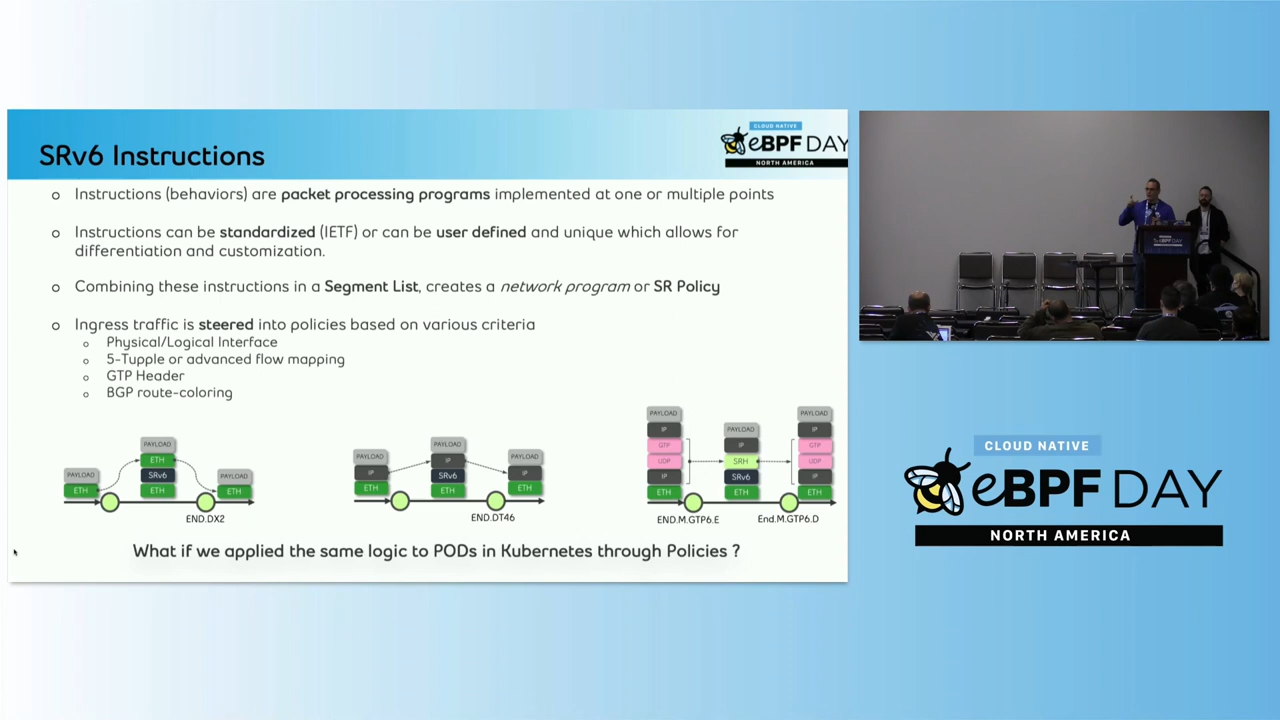 SRv6 Instructions
CLOUD NATIVE
eBPF DAY
NORTH AMERICA
Instructions (behaviors) are packet processing programs implemented at one or multiple points
Instructions can be standardized (IETF) or can be user defined and unique which allows for
differentiation and customization.
Combining these instructions in a Segment List, creates a network program or SR Policy
Ingress traffic is steered into policies based on various criteria
Physical/Logical Interface
5-Tupple or advanced flow mapping
GTP Header
BGP route-coloring
PAYLOAD
ETH
PAYLOAD
ETH
SRv6
ETH
PAYLOAD
ETH
END.DX2
PAYLOAD
IP
ETH
PAYLOAD
IP
SRv6
ETH
PAYLOAD
IP
ETH
END.DT46
PAYLOAD
IP
GTP
UDP
IP
ETH
PAYLOAD
IP
SRH
SRv6
ETH
PAYLOAD
IP
GTP
UDP
IP
ETH
END.M.GTP6.E
End.M.GTP6.D
What if we applied the same logic to PODs in Kubernetes through Policies ?
eBPF DAY
CLOUD NATIVE
eBPF DAY
NORTH AMERICA